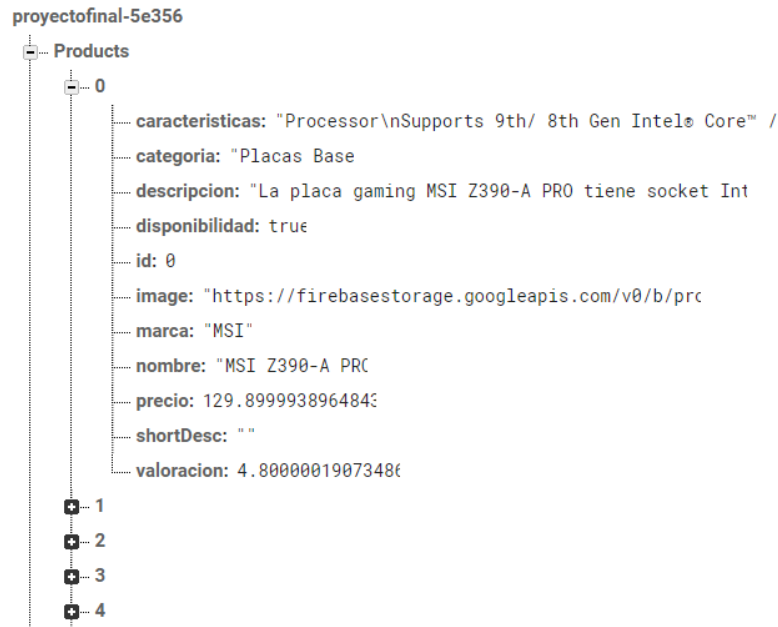 proyectofinal-5e356
Products
0
caracteristicas: "Processor\nSupports 9th/ 8th Gen Intel® Core™ /
categoria: "Placas Base
descripcion: "La placa gaming MSI Z390-A PRO tiene socket Int
disponibilidad: true
id: 0
image: "https://firebasestorage.googleapis.com/v0/b/pro
marca: "MSI"
nombre: "MSI Z390-A PRO
precio: 129.8999938964843
shortDesc: ""
valoracion: 4.80000019073486
1
2
3
4